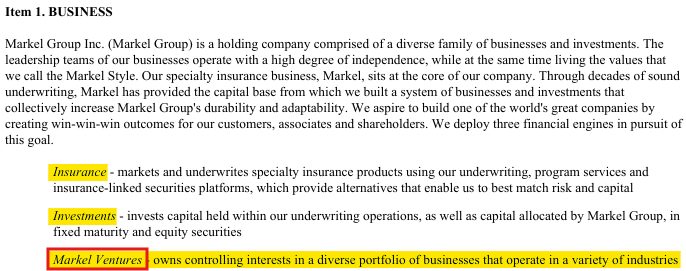 Item 1. BUSINESS
Markel Group Inc. (Markel Group) is a holding company comprised of a diverse family of businesses and investments. The
leadership teams of our businesses operate with a high degree of independence, while at the same time living the values that
we call the Markel Style. Our specialty insurance business, Markel, sits at the core of our company. Through decades of sound
underwriting, Markel has provided the capital base from which we built a system of businesses and investments that
collectively increase Markel Group's durability and adaptability. We aspire to build one of the world's great companies by
creating win-win-win outcomes for our customers, associates and shareholders. We deploy three financial engines in pursuit of
this goal.
Insurance - markets and underwrites specialty insurance products using our underwriting, program services and
insurance-linked securities platforms, which provide alternatives that enable us to best match risk and capital
Investments - invests capital held within our underwriting operations, as well as capital allocated by Markel Group, in
fixed maturity and equity securities
Markel Ventures - owns controlling interests in a diverse portfolio of businesses that operate in a variety of industries